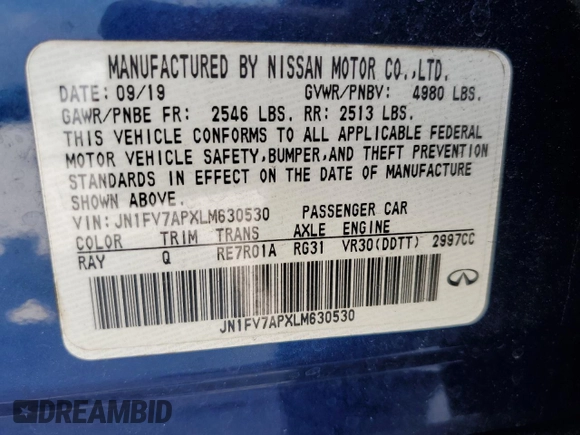 MANUFACTURED BY NISSAN MOTOR CO.,LTD.
DATE: 09/19 GVWR/PNBV: 4980 LBS.
GAWR/PNBE FR: 2546 LBS. RR: 2513 LBS.
THIS VEHICLE CONFORMS TO ALL APPLICABLE FEDERAL
MOTOR VEHICLE SAFETY,BUMPER,AND THEFT PREVENTION
STANDARDS IN EFFECT ON THE DATE OF MANUFACTURE
SHOWN ABOVE.
VIN: JN1FV7APXLM630530 PASSENGER CAR
COLOR TRIM TRANS AXLE ENGINE
RAY Q RE7R01A RG31 VR30(DDTT) 2997CC
JN1FV7APXLM630530
DREAMBID